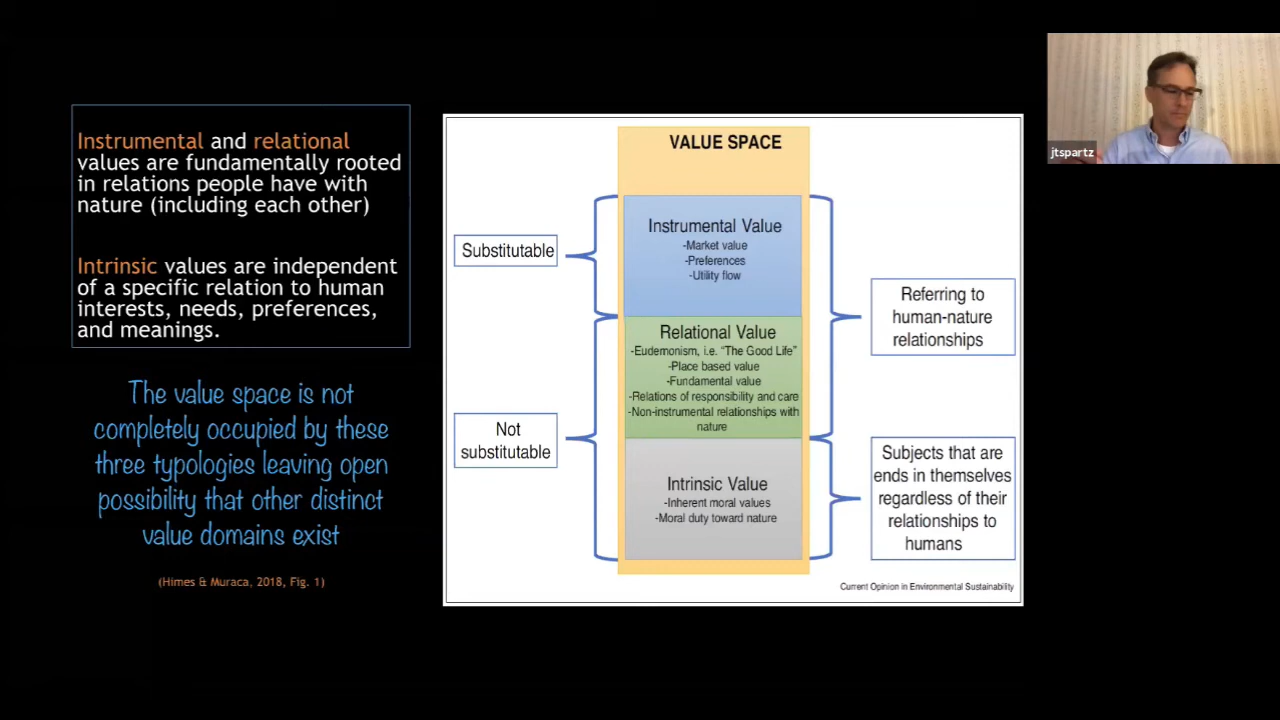 Instrumental and relational
values are fundamentally rooted
in relations people have with
nature (including each other)
Intrinsic values are independent
of a specific relation to human
interests, needs, preferences,
and meanings.
The value space is not
completely occupied by these
three typologies leaving open
possibility that other distinct
value domains exist
(Himes & Muraca, 2018, Fig. 1)
VALUE SPACE
Substitutable
Not
substitutable
Instrumental Value
-Market value
-Preferences
-Utility flow
Relational Value
-Eudemonism, i.e. "The Good Life"
-Place based value
-Fundamental value
-Relations of responsibility and care
-Non-instrumental relationships with
nature
Intrinsic Value
-Inherent moral values
-Moral duty toward nature
Referring to
human-nature
relationships
Subjects that are
ends in themselves
regardless of their
relationships to
humans
Current Opinion in Environmental Sustainability
jtspartz